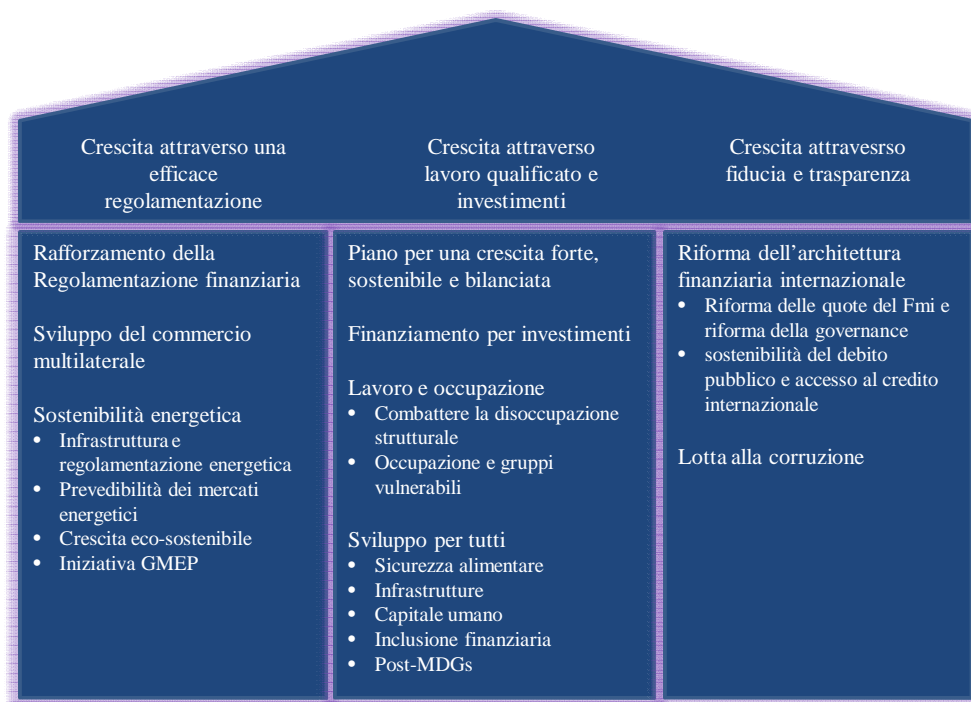 Crescita attraverso una
efficace
regolamentazione
Crescita attraverso
lavoro qualificato e
investimenti
Crescita attravesrso
fiducia e trasparenza
Rafforzamento della
Regolamentazione finanziaria
Sviluppo del commercio
multilaterale
Sostenibilità energetica
• Infrastruttura e
regolamentazione energetica
• Prevedibilità dei mercati
energetici
• Crescita eco-sostenibile
• Iniziativa GMEP
Piano per una crescita forte,
sostenibile e bilanciata
Finanziamento per investimenti
Lavoro e occupazione
• Combattere la disoccupazione
strutturale
• Occupazione e gruppi
vulnerabili
Sviluppo per tutti
• Sicurezza alimentare
• Infrastrutture
• Capitale umano
• Inclusione finanziaria
• Post-MDGs
Riforma dell’architettura
finanziaria internazionale
• Riforma delle quote del Fmi e
riforma della governance
• sostenibilità del debito
pubblico e accesso al credito
internazionale
Lotta alla corruzione